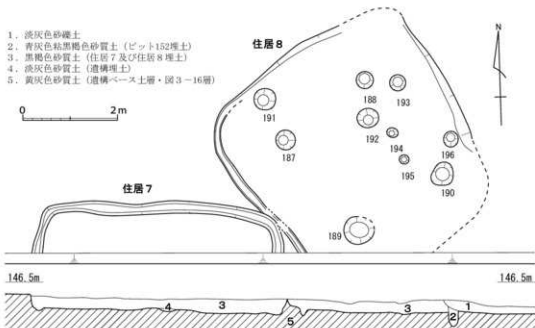 1．淡灰色砂礫土
2．青灰色粘黒褐色砂質土（ピット152埋土）
3．黒褐色砂質土（住居7及び住居8埋土）
4．淡灰色砂質土（遺構埋土）
5．黄灰色砂質土（遺構ベース土層・図3－16層）
0 2m
住居8
N
188 193
191
192
194
187
196
195
190
住居7
189
146.5m 146.5m
4 3 3 1
5 2